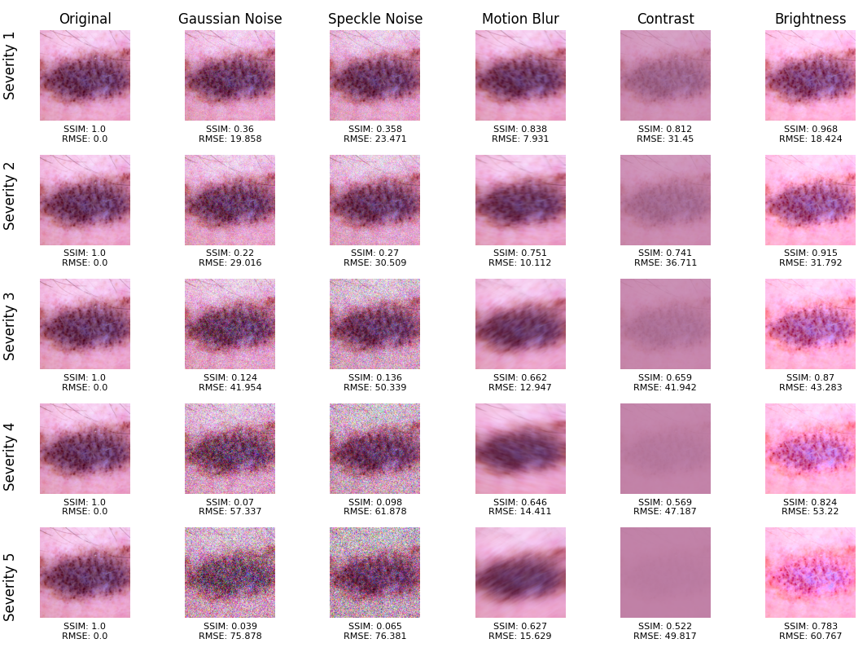 Original Gaussian Noise Speckle Noise Motion Blur Contrast Brightness
Severity 1
SSIM: 1.0 SSIM: 0.36 SSIM: 0.358 SSIM: 0.838 SSIM: 0.812 SSIM: 0.968
RMSE: 0.0 RMSE: 19.858 RMSE: 23.471 RMSE: 7.931 RMSE: 31.45 RMSE: 18.424
Severity 2
SSIM: 1.0 SSIM: 0.22 SSIM: 0.27 SSIM: 0.751 SSIM: 0.741 SSIM: 0.915
RMSE: 0.0 RMSE: 29.016 RMSE: 30.509 RMSE: 10.112 RMSE: 36.711 RMSE: 31.792
Severity 3
SSIM: 1.0 SSIM: 0.124 SSIM: 0.136 SSIM: 0.662 SSIM: 0.659 SSIM: 0.87
RMSE: 0.0 RMSE: 41.954 RMSE: 50.339 RMSE: 12.947 RMSE: 41.942 RMSE: 43.283
Severity 4
SSIM: 1.0 SSIM: 0.07 SSIM: 0.098 SSIM: 0.646 SSIM: 0.569 SSIM: 0.824
RMSE: 0.0 RMSE: 57.337 RMSE: 61.878 RMSE: 14.411 RMSE: 47.187 RMSE: 53.22
Severity 5
SSIM: 1.0 SSIM: 0.039 SSIM: 0.065 SSIM: 0.627 SSIM: 0.522 SSIM: 0.783
RMSE: 0.0 RMSE: 75.878 RMSE: 76.381 RMSE: 15.629 RMSE: 49.817 RMSE: 60.767